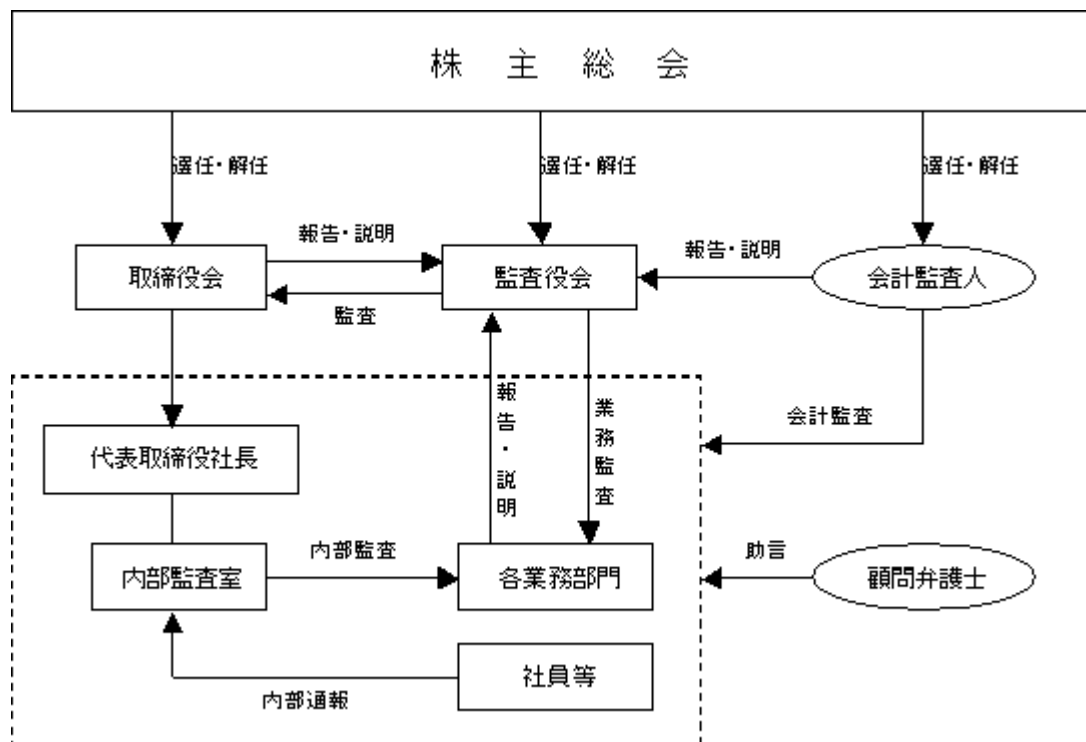 株主総会
選任・解任
選任・解任
選任・解任
報告・説明
報告・説明
取締役会
監査役会
会計監査人
監査
報告・説明
業務監査
会計監査
代表取締役社長
内部監査
助言
内部監査室
各業務部門
顧問弁護士
社員等
内部通報